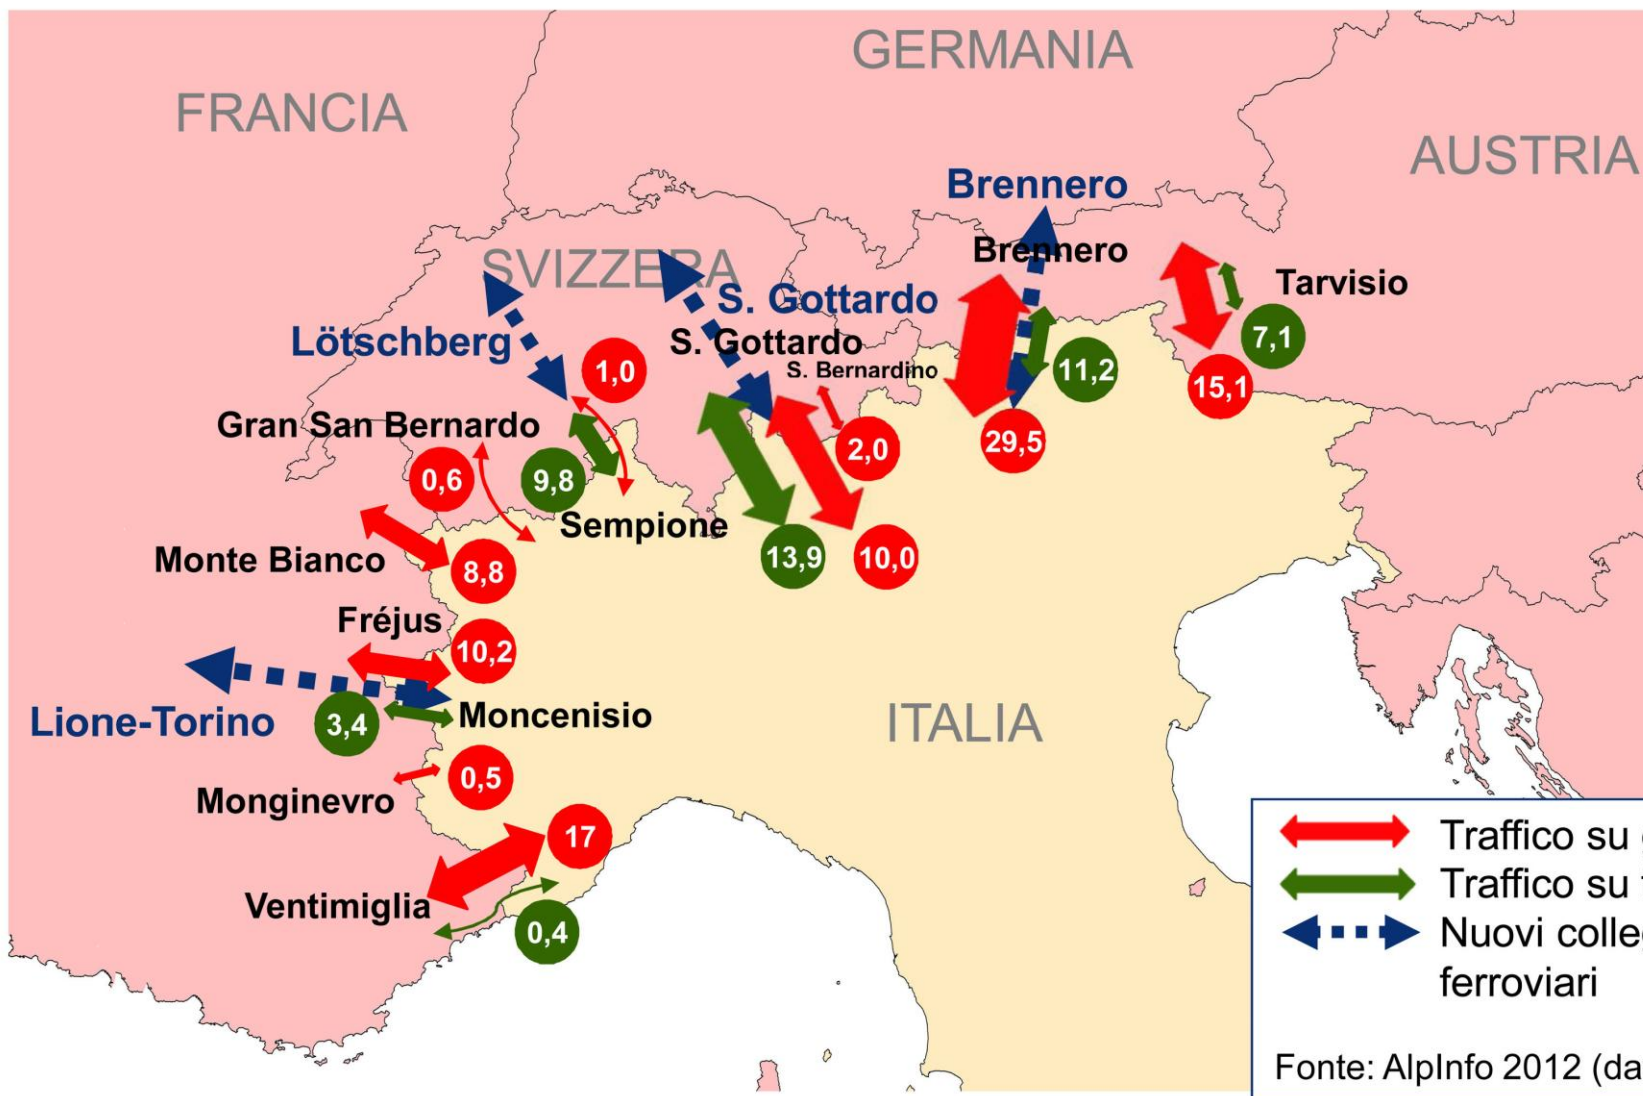 GERMANIA
FRANCIA
AUSTRIA
Brennero
Brennero
SVIZZERA
Tarvisio
S. Gottardo
7,1
Lötschberg
S. Gottardo
S. Bernardino
1,0
11,2
15,1
Gran San Bernardo
2,0
29,5
0,6
9,8
Sempione
13,9
10,0
Monte Bianco
8,8
Fréjus
10,2
Lione-Torino
3,4
Moncenisio
ITALIA
0,5
Monginevro
17
Ventimiglia
0,4
Traffico su
Traffico su
Nuovi colleg
ferroviari
Fonte: AlpInfo 2012 (da